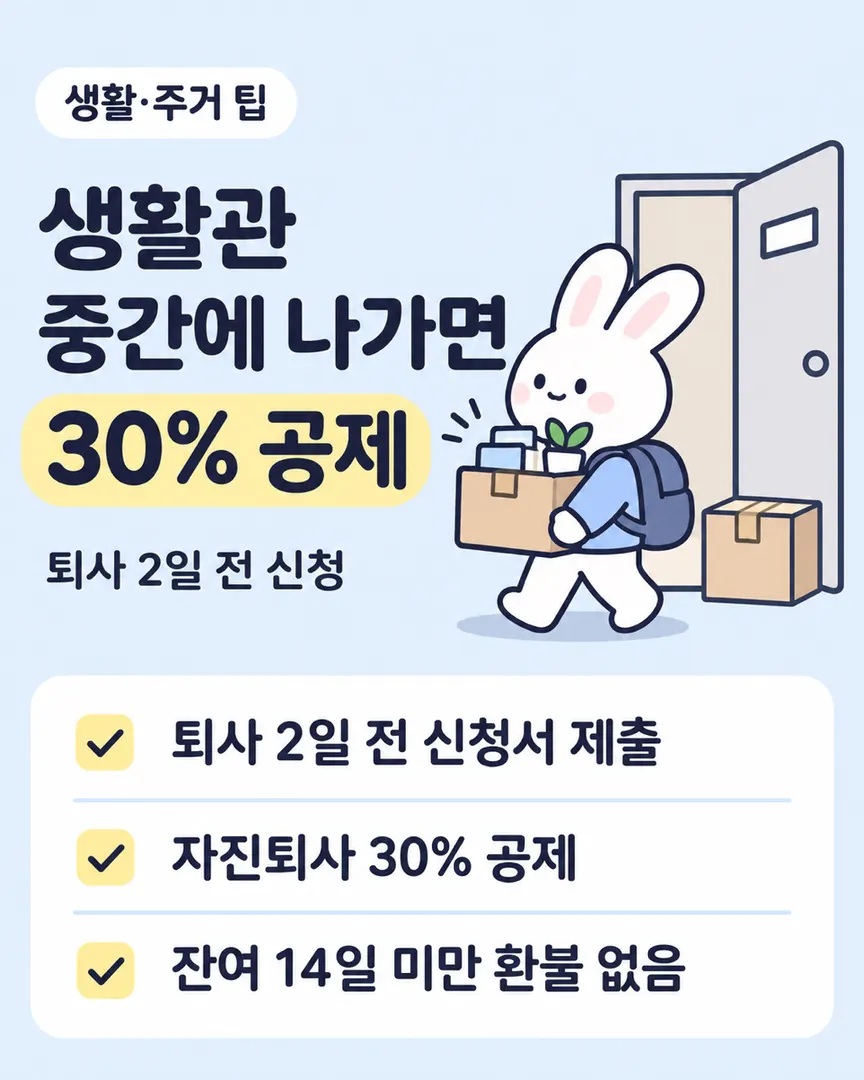 생활·주거 팁
생활관
중간에 나가면
30% 공제
퇴사 2일 전 신청
퇴사 2일 전 신청서 제출
자진퇴사 30% 공제
잔여 14일 미만 환불 없음